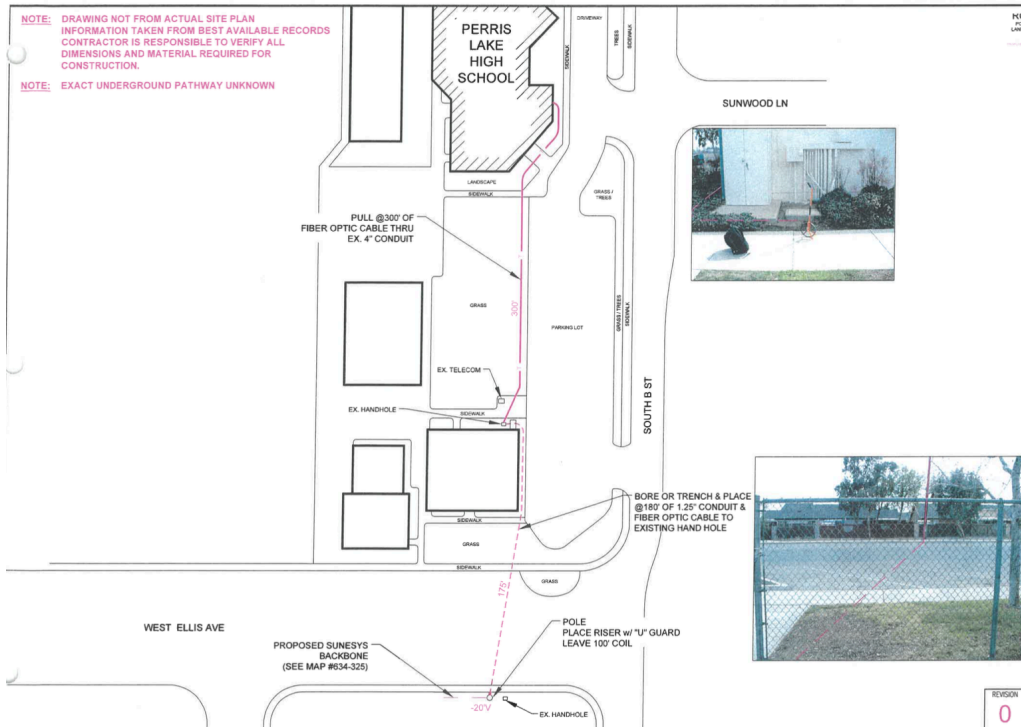 NOTE: DRAWING NOT FROM ACTUAL SITE PLAN
INFORMATION TAKEN FROM BEST AVAILABLE RECORDS
CONTRACTOR IS RESPONSIBLE TO VERIFY ALL
DIMENSIONS AND MATERIAL REQUIRED FOR
CONSTRUCTION.
NOTE: EXACT UNDERGROUND PATHWAY UNKNOWN
PERRIS
LAKE
HIGH
SCHOOL
DRIVEWAY
SIDEWALK
TREES
SIDEWALK
SUNWOOD LN
LANDSCAPE
SIDEWALK
GRASS /
TREES
PULL @300' OF
FIBER OPTIC CABLE THRU
EX. 4" CONDUIT
GRASS
300'
PARKING LOT
GRASS / TREES
SIDEWALK
EX. TELECOM
EX. HANDHOLE
SIDEWALK
SOUTH B ST
BORE OR TRENCH & PLACE
@180' OF 1.25" CONDUIT &
FIBER OPTIC CABLE TO
EXISTING HAND HOLE
SIDEWALK
GRASS
SIDEWALK
GRASS
175'
WEST ELLIS AVE
POLE
PLACE RISER w/ "U" GUARD
LEAVE 100' COIL
PROPOSED SUNESYS
BACKBONE
(SEE MAP #634-325)
-20'V
EX. HANDHOLE
REVISION
0